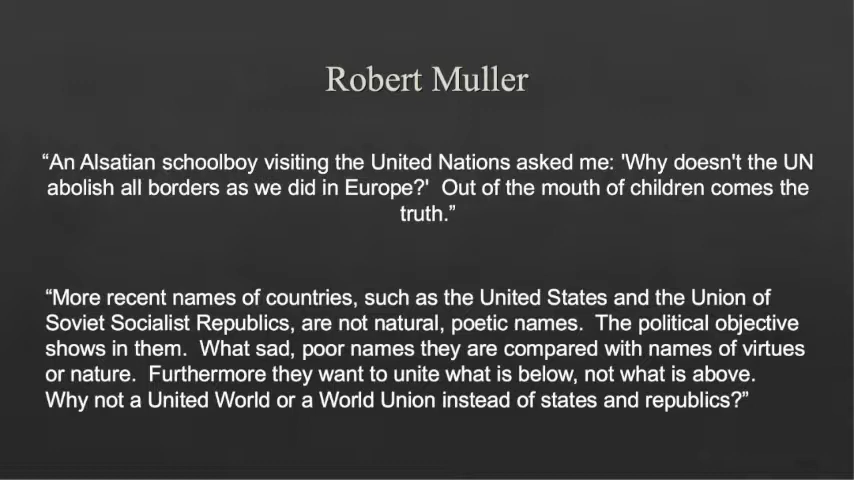 Robert Muller
“An Alsatian schoolboy visiting the United Nations asked me: 'Why doesn't the UN
abolish all borders as we did in Europe?'  Out of the mouth of children comes the
truth.”
“More recent names of countries, such as the United States and the Union of
Soviet Socialist Republics, are not natural, poetic names.  The political objective
shows in them.  What sad, poor names they are compared with names of virtues
or nature.  Furthermore they want to unite what is below, not what is above.
Why not a United World or a World Union instead of states and republics?”